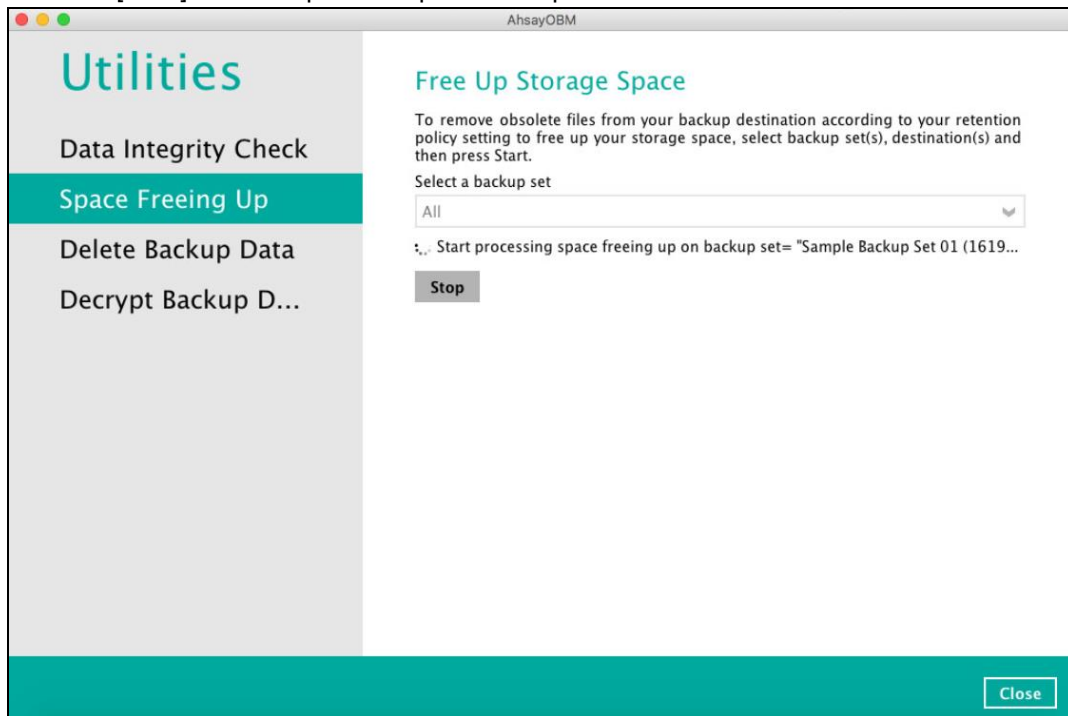 AhsayOBM
Utilities
Data Integrity Check
Space Freeing Up
Delete Backup Data
Decrypt Backup D...
Free Up Storage Space
To remove obsolete files from your backup destination according to your retention
policy setting to free up your storage space, select backup set(s), destination(s) and
then press Start.
Select a backup set
All
Start processing space freeing up on backup set= "Sample Backup Set 01 (1619...
Stop
Close